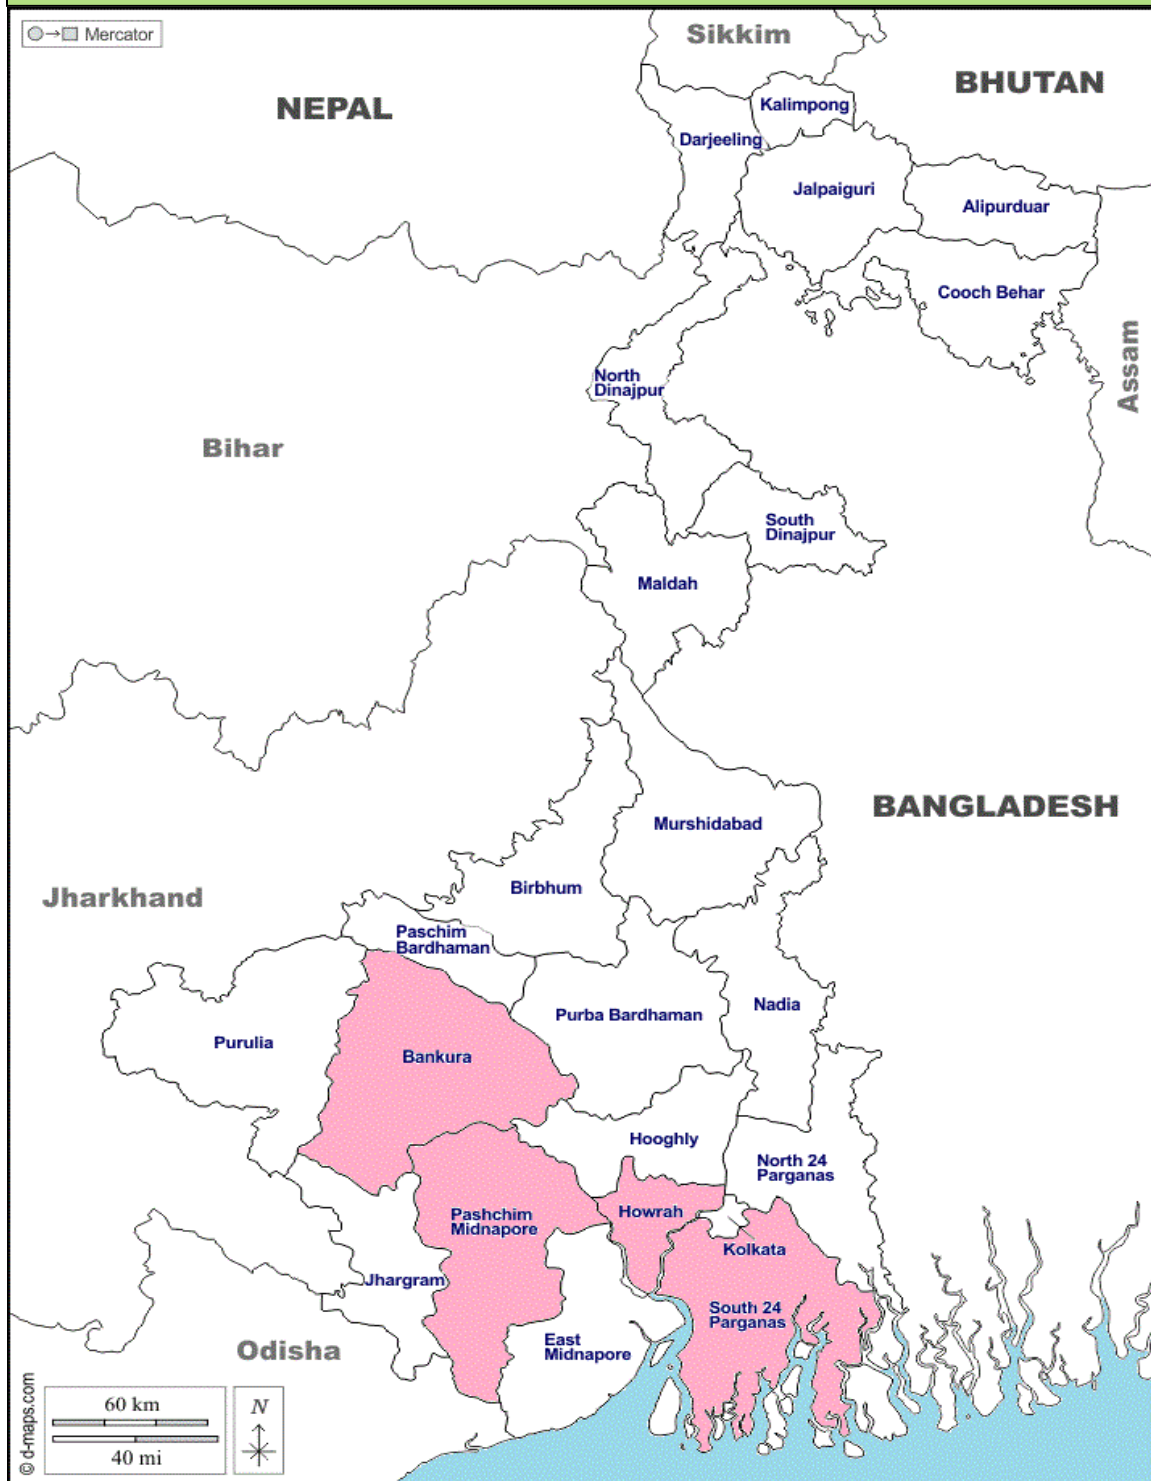 Mercator
Sikkim
BHUTAN
NEPAL
Kalimpong
Darjeeling
Jalpaiguri
Alipurduar
Cooch Behar
Assam
North
Dinajpur
Bihar
South
Dinajpur
Maldah
BANGLADESH
Murshidabad
Birbhum
Jharkhand
Paschim
Bardhaman
Nadia
Purba Bardhaman
Purulia
Bankura
Hooghly
North 24
Parganas
Howrah
Pashchim
Midnapore
Kolkata
Jhargram
South 24
Parganas
East
Midnapore
Odisha
60 km
40 mi
N
© d-maps.com